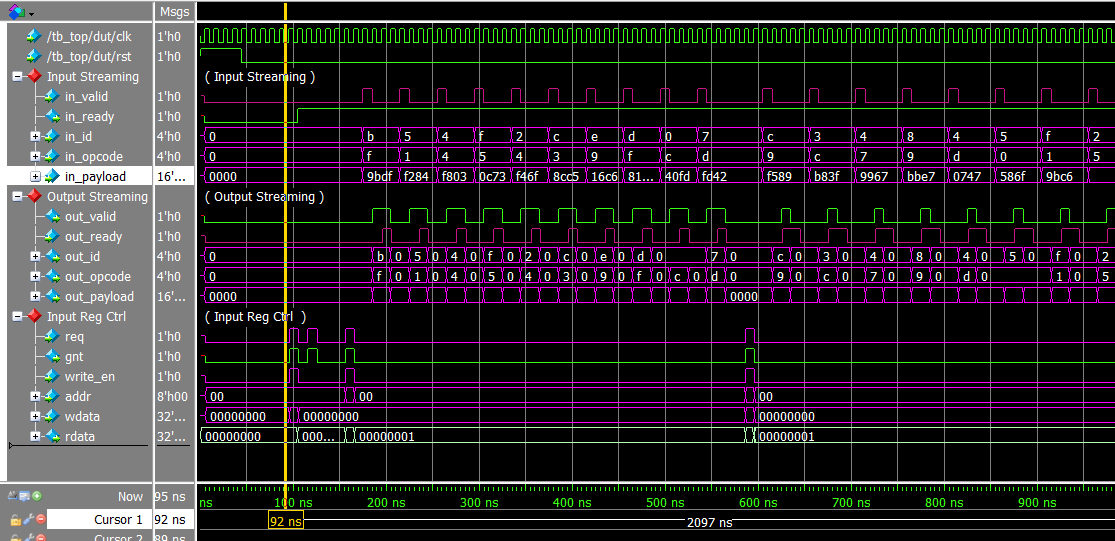 Msgs
/tb_top/dut/clk 1'h0
/tb_top/dut/rst 1'h0
Input Streaming ( Input Streaming )
in_valid 1'h0
in_ready 1'h0
in_id 4'h0 0 b 5 4 f 2 c e d 0 7 c 3 4 8 4 5 f 2
in_opcode 4'h0 0 f 1 4 5 4 3 9 f c d 9 c 7 9 d 0 1 5
in_payload 16'... 0000 9bdf f284 f803 0c73 f46f 8cc5 16c6 81... 40fd fd42 f589 b83f 9967 bbe7 0747 586f 9bc6
Output Streaming ( Output Streaming )
out_valid 1'h0
out_ready 1'h0
out_id 4'h0 0 b 0 5 0 4 0 f 0 2 0 c 0 e 0 d 0 7 0 c 0 3 0 4 0 8 0 4 0 5 0 f 0 2
out_opcode 4'h0 0 f 0 1 0 4 0 5 0 4 0 3 0 9 0 f 0 c 0 d 0 9 0 c 0 7 0 9 0 d 0 1 0 5
out_payload 16'... 0000 0000
Input Reg Ctrl ( Input Reg Ctrl )
req 1'h0
gnt 1'h0
write_en 1'h0
addr 8'h00 00 00 00
wdata 32'... 00000000 00000000 00000000
rdata 32'... 00000000 000... 00000001 00000001
Now 95 ns ns 100 ns 200 ns 300 ns 400 ns 500 ns 600 ns 700 ns 800 ns 900 ns
Cursor 1 92 ns 92 ns 2097 ns
Cursor 2 89 ns